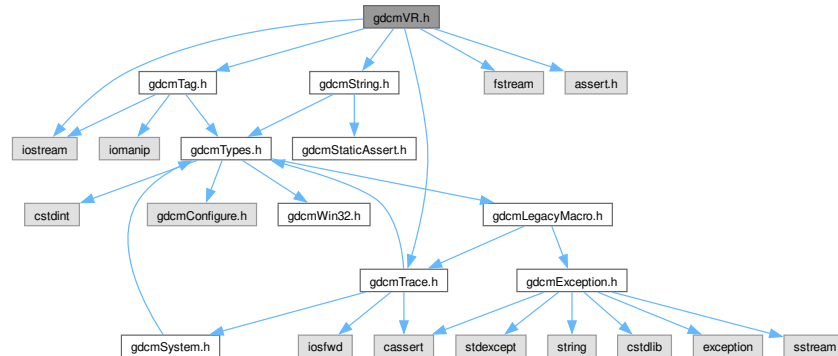 gdcmVR.h
gdcmTag.h
gdcmString.h
fstream
assert.h
iostream
iomanip
gdcmTypes.h
gdcmStaticAssert.h
cstdint
gdcmConfigure.h
gdcmWin32.h
gdcmLegacyMacro.h
gdcmTrace.h
gdcmException.h
gdcmSystem.h
iosfwd
cassert
stdexcept
string
cstdlib
exception
sstream